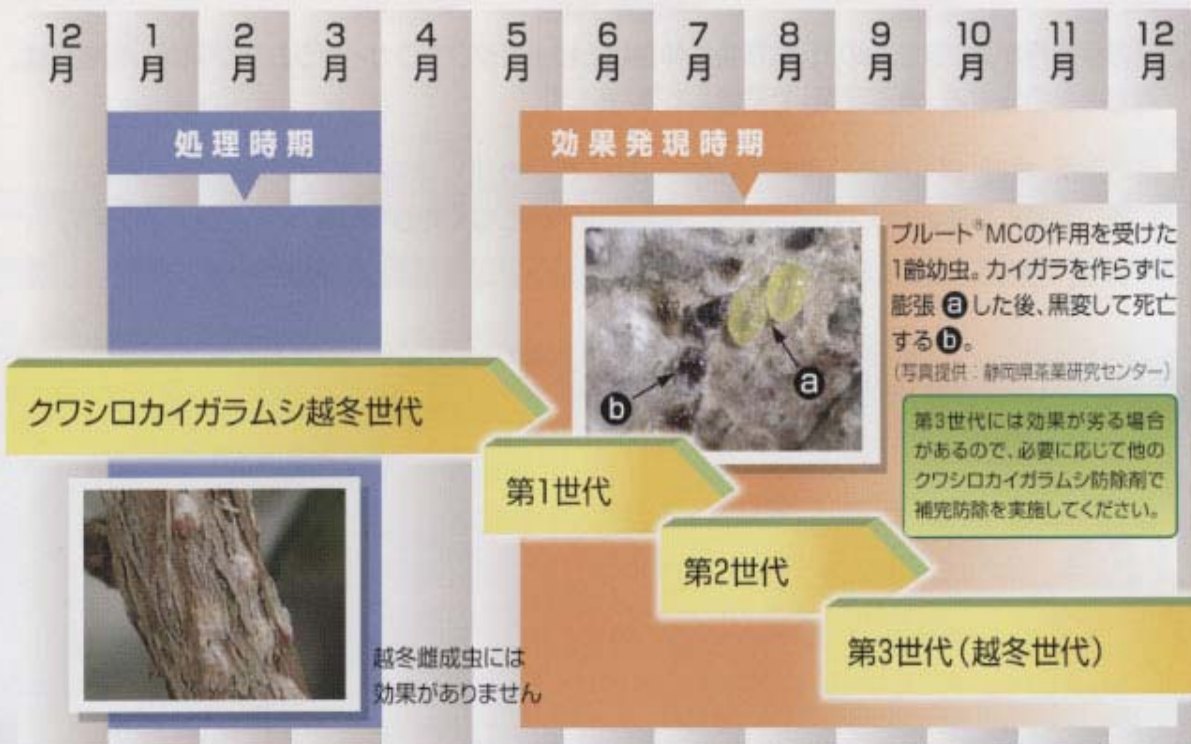 12月 1月 2月 3月 4月 5月 6月 7月 8月 9月 10月 11月 12月
処理時期
効果発現時期
プルート®MCの作用を受けた
1齢幼虫。カイガラを作らずに
膨張ⓐした後、黒変して死亡
するⓑ。
(写真提供:静岡県茶業研究センター)
ⓐ
ⓑ
第3世代には効果が劣る場合
があるので、必要に応じて他の
クワシロカイガラムシ防除剤で
補完防除を実施してください。
クワシロカイガラムシ越冬世代
第1世代
第2世代
第3世代(越冬世代)
越冬雌成虫には
効果がありません